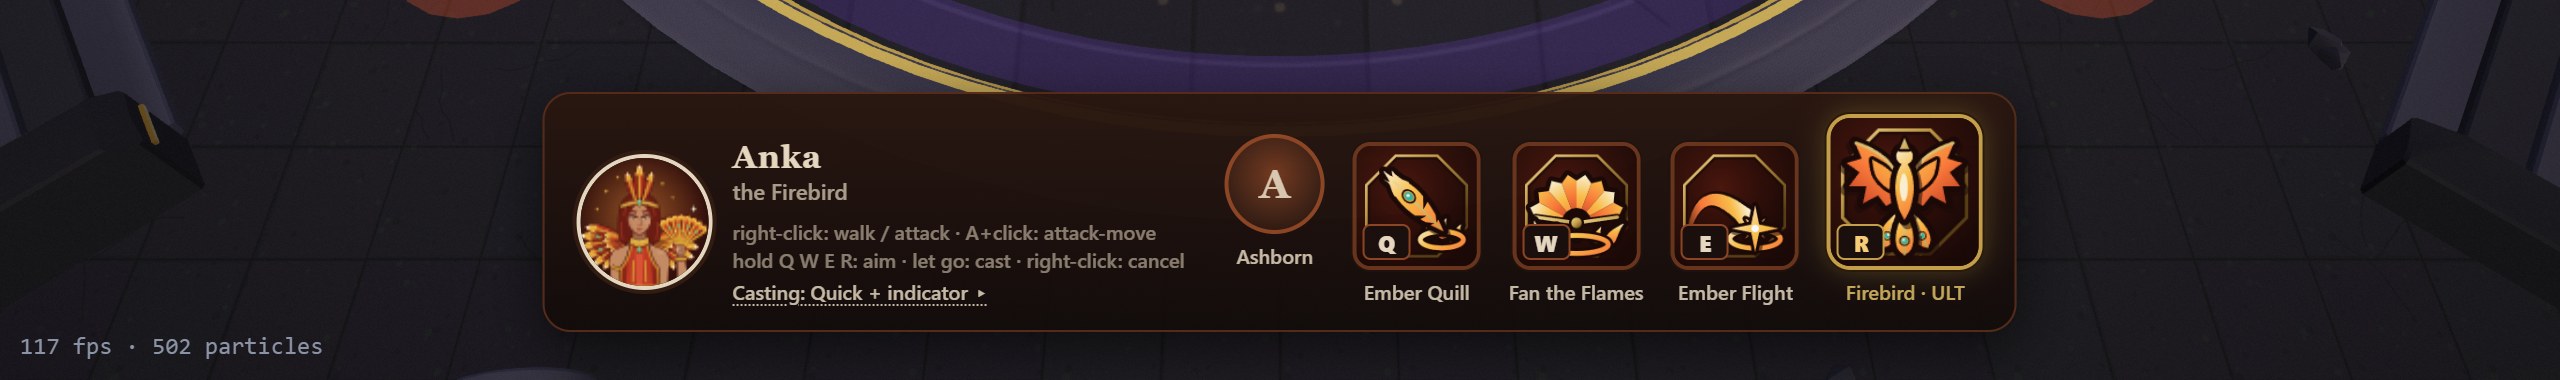 Anka
the Firebird
right-click: walk / attack · A+click: attack-move
hold Q W E R: aim · let go: cast · right-click: cancel
Casting: Quick + indicator ▸
A
Ashborn
Q
Ember Quill
W
Fan the Flames
E
Ember Flight
R
Firebird · ULT
117 fps · 502 particles